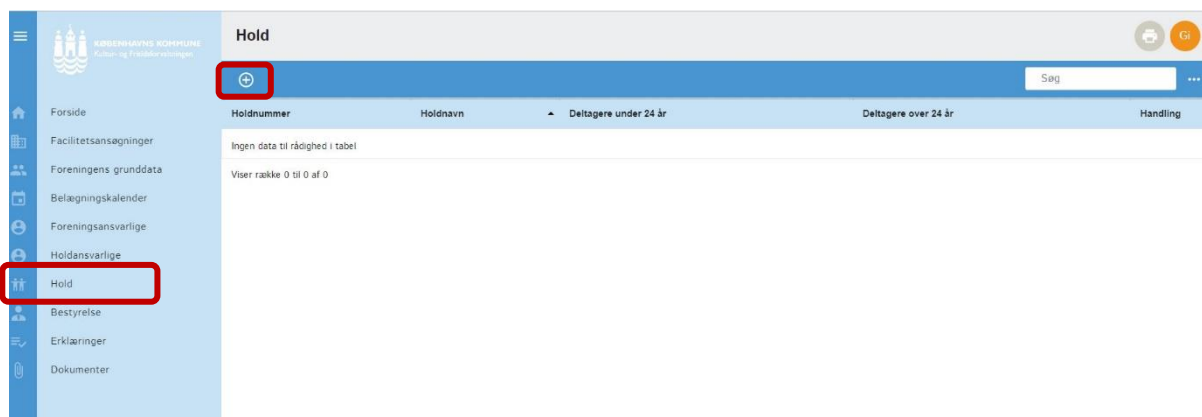 KØBENHAVNS KOMMUNE
Kultur- og Fritidsforvaltningen
Hold
Gi
Søg
Forside
Facilitetsansøgninger
Foreningens grunddata
Belægningskalender
Foreningsansvarlige
Holdansvarlige
Hold
Bestyrelse
Erklæringer
Dokumenter
Holdnummer Holdnavn Deltagere under 24 år Deltagere over 24 år Handling
Ingen data til rådighed i tabel
Viser række 0 til 0 af 0